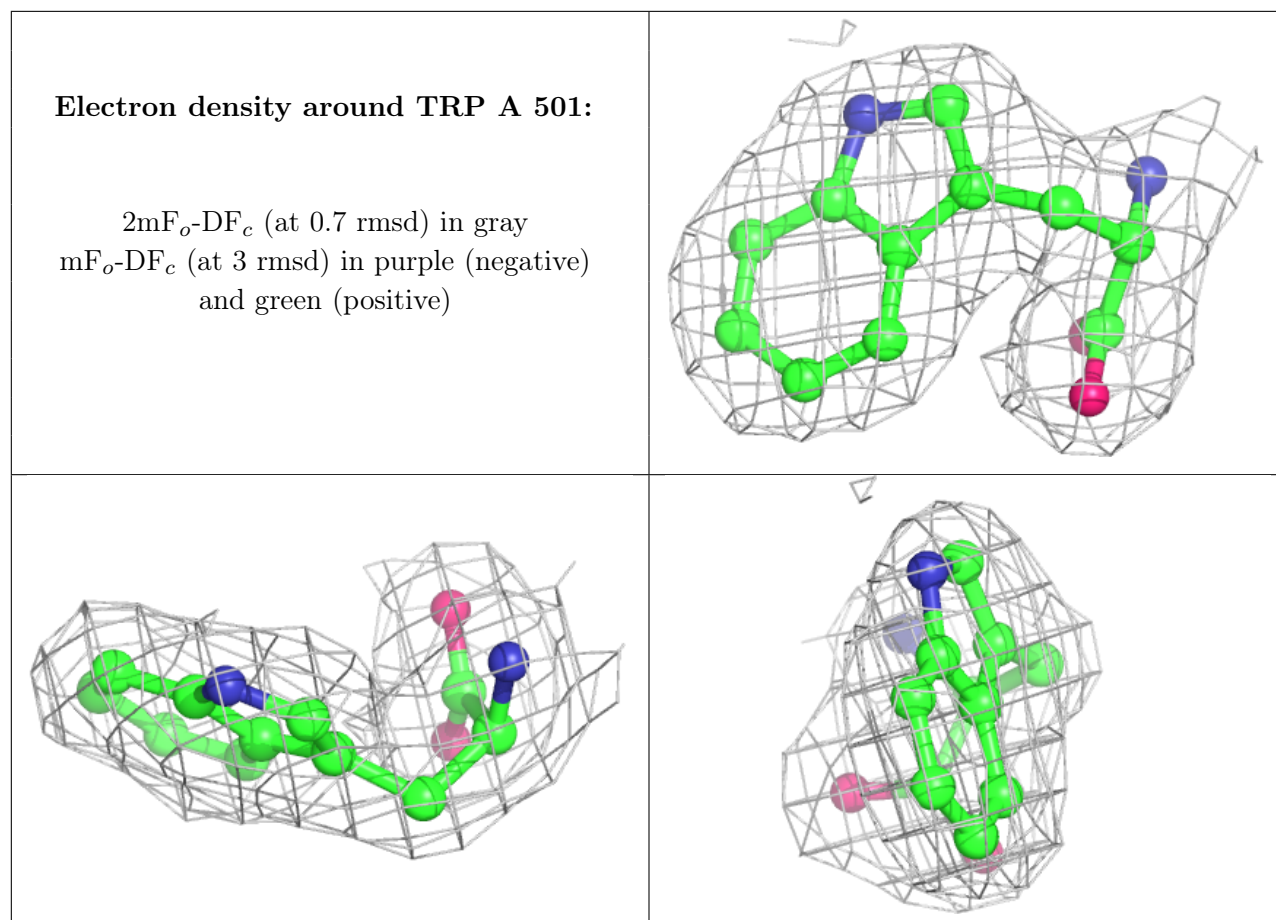 Electron density around TRP A 501:
2mFo-DFc (at 0.7 rmsd) in gray
mFo-DFc (at 3 rmsd) in purple (negative)
and green (positive)